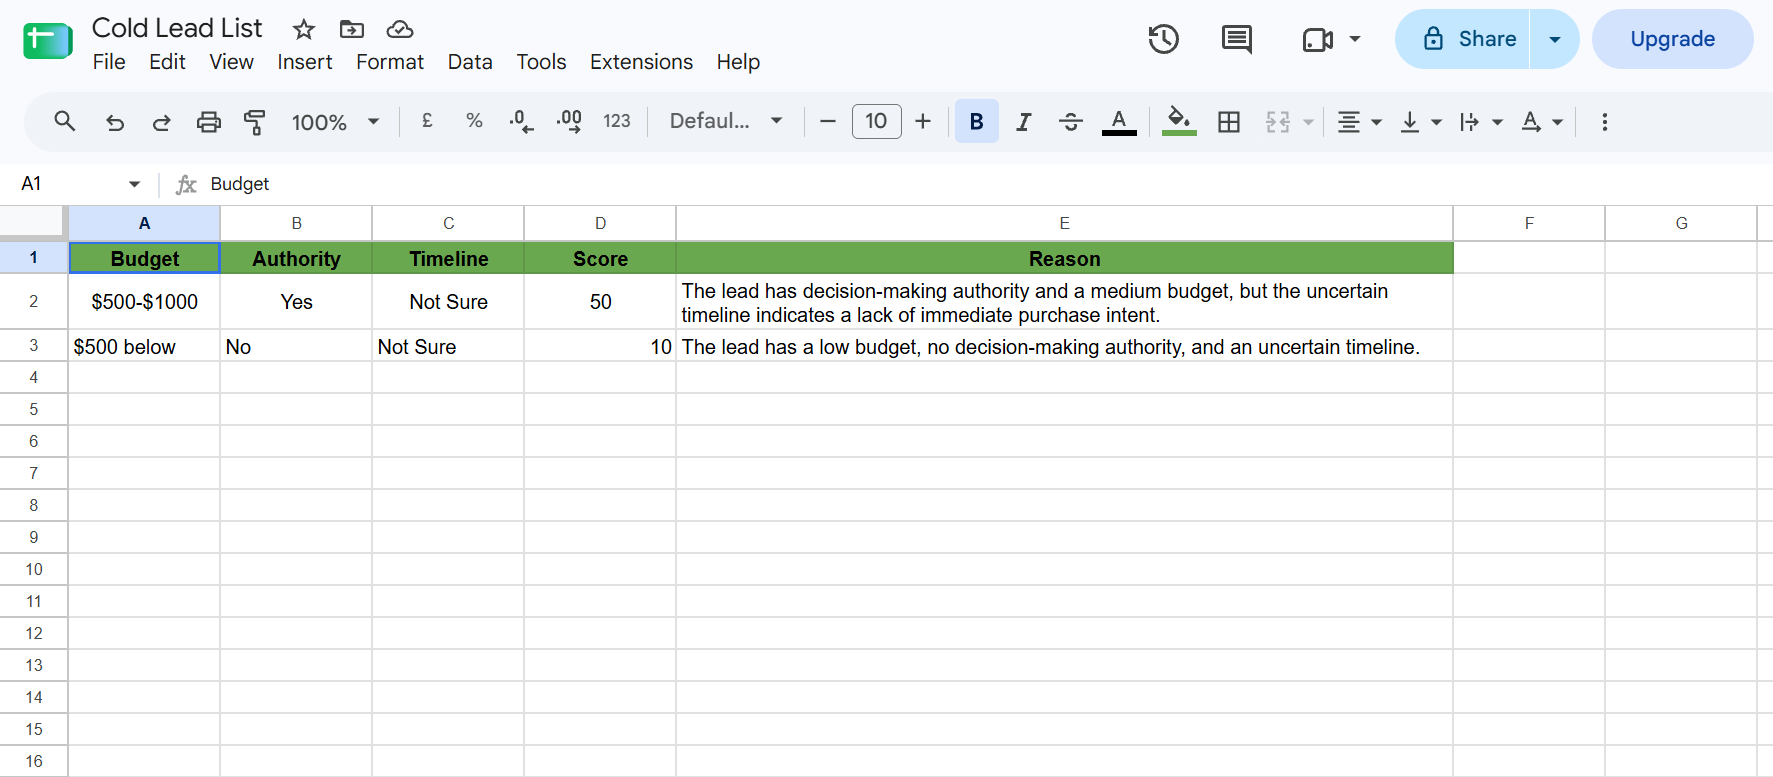 Cold Lead List
File Edit View Insert Format Data Tools Extensions Help
Share
Upgrade
100% £ % .0 .00 123 Defaul... − 10 + B I S A A
A1 fx Budget
A B C D E F G
1 Budget Authority Timeline Score Reason
2 $500-$1000 Yes Not Sure 50 The lead has decision-making authority and a medium budget, but the uncertain
timeline indicates a lack of immediate purchase intent.
3 $500 below No Not Sure 10 The lead has a low budget, no decision-making authority, and an uncertain timeline.
4
5
6
7
8
9
10
11
12
13
14
15
16